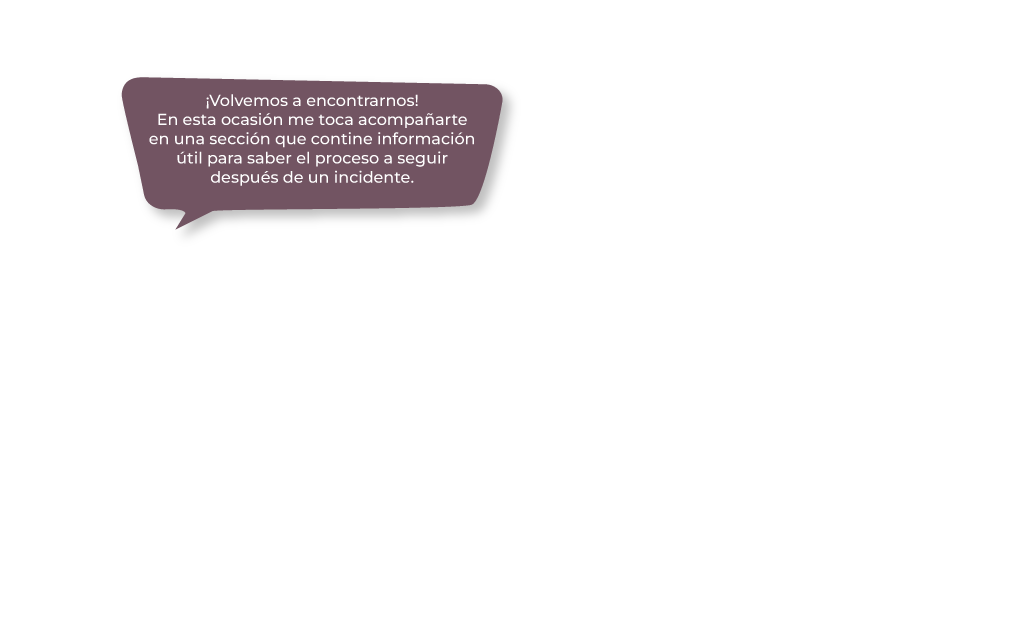 ¡Volvemos a encontrarnos!
En esta ocasión me toca acompañarte
en una sección que contine información
útil para saber el proceso a seguir
después de un incidente.